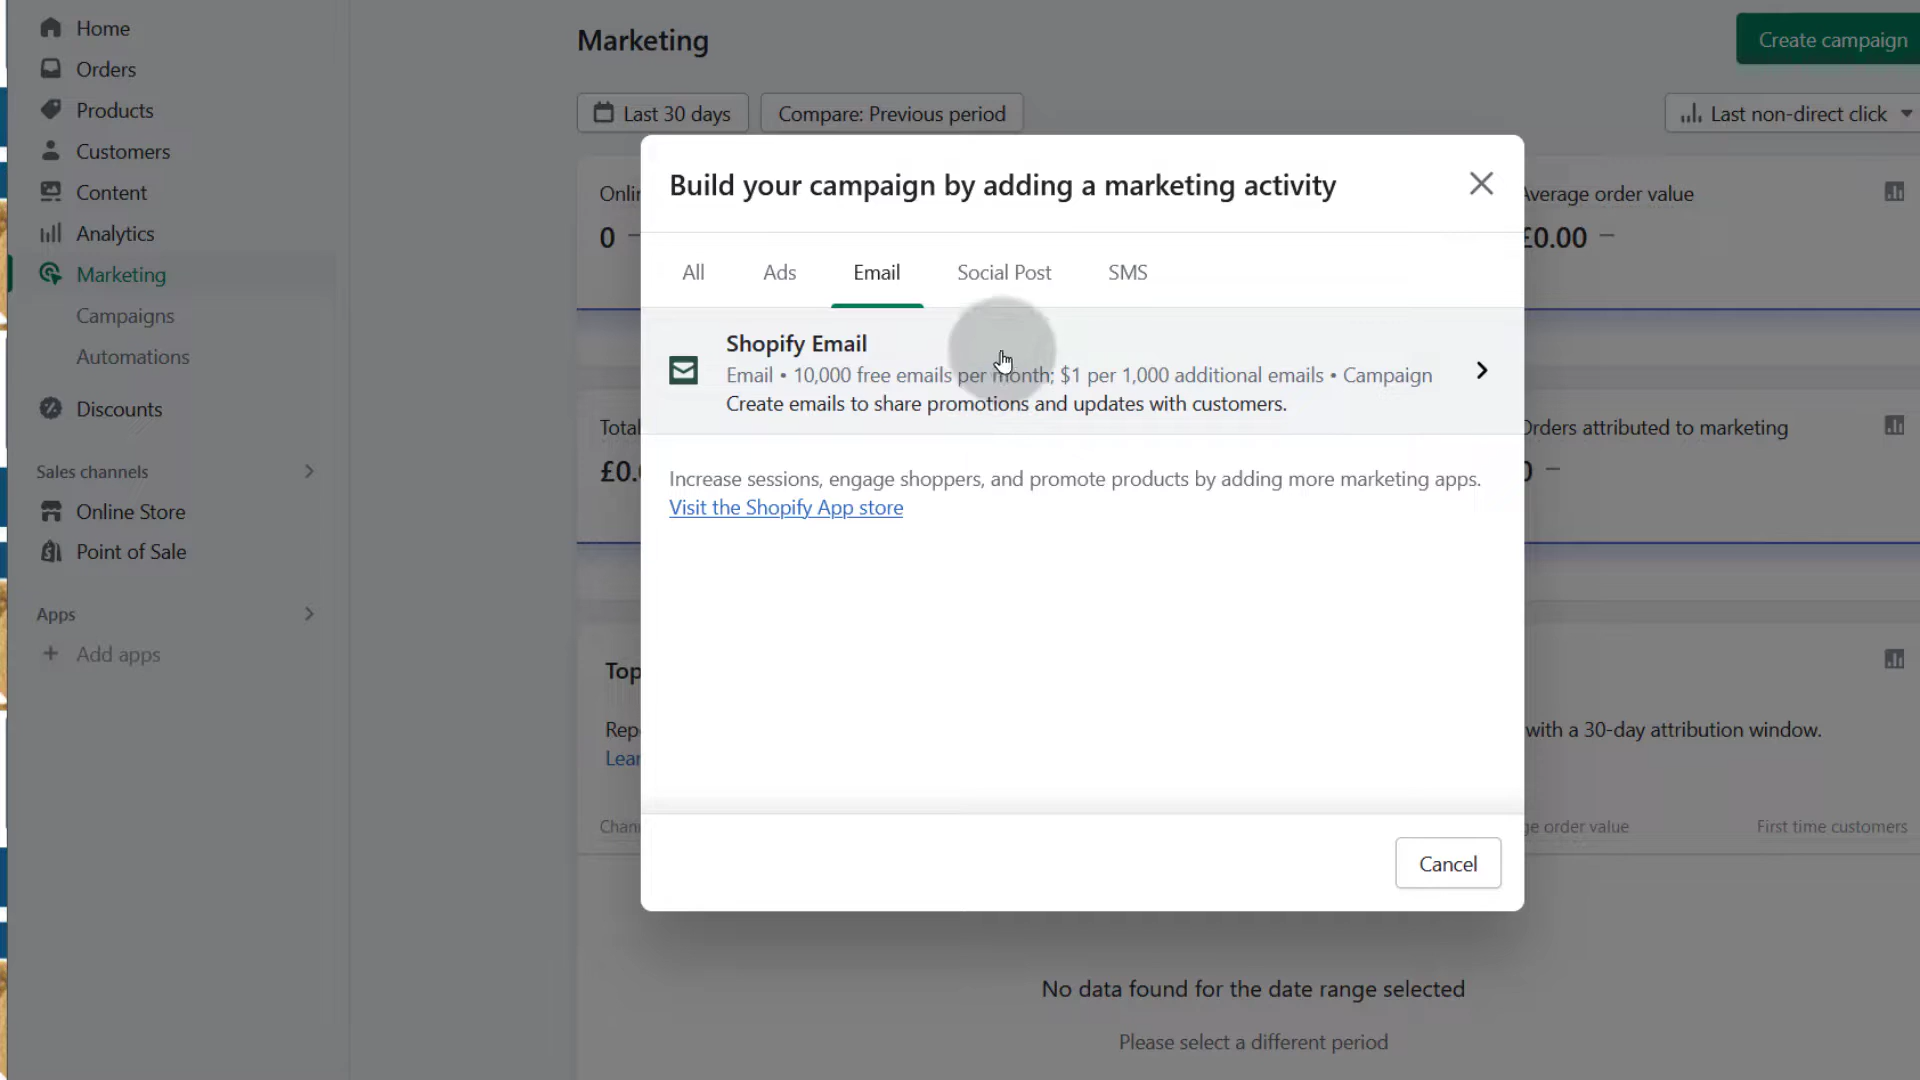 Home
Orders
Products
Customers
Content
Analytics
Marketing
Campaigns
Automations
Discounts
Sales channels
Online Store
Point of Sale
Apps
Add apps
Marketing
Create campaign
Last 30 days
Compare: Previous period
Last non-direct click
Build your campaign by adding a marketing activity
All
Ads
Email
Social Post
SMS
Shopify Email
Email • 10,000 free emails per month; $1 per 1,000 additional emails • Campaign
Create emails to share promotions and updates with customers.
Increase sessions, engage shoppers, and promote products by adding more marketing apps.
Visit the Shopify App store
Cancel
0 –
Average order value
£0.00 –
Total
£0.
Orders attributed to marketing
–
Top
with a 30-day attribution window.
order value
First time customers
No data found for the date range selected
Please select a different period